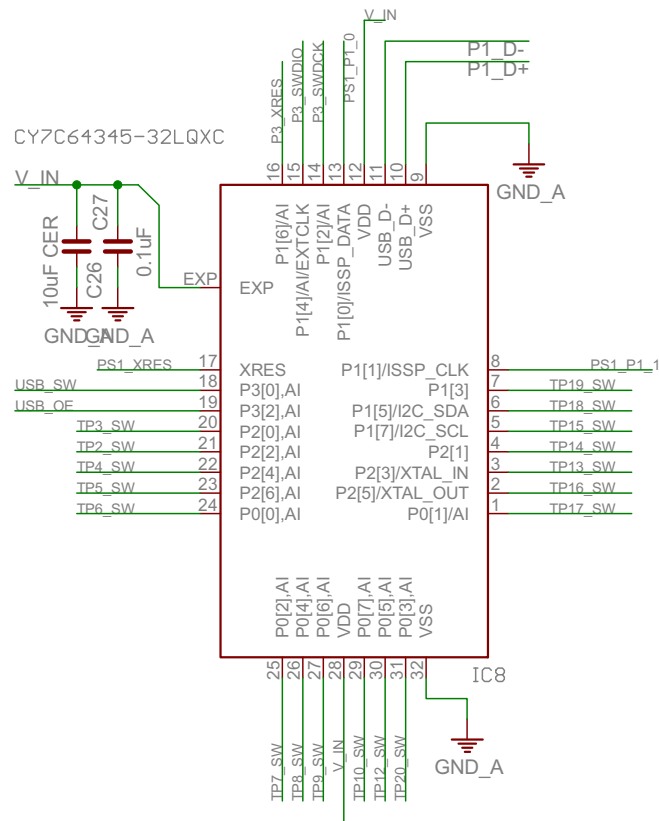 V_IN
P1_D-
P1_D+
P3_XRES
P3_SWDIO
P3_SWDCK
PS1_P1_0
CY7C64345-32LQXC
16 15 14 13 12 11 10 9
V_IN
GND_A
P1[6]/AI
P1[4]/AI/EXTCLK
P1[2]/AI
P1[0]/ISSP_DATA
VDD
USB_D-
USB_D+
VSS
10uF CER
C26
C27
0.1uF
EXP EXP
GND_A GND_A
PS1_XRES 17 XRES P1[1]/ISSP_CLK 8 PS1_P1_1
USB_SW 18 P3[0],AI P1[3] 7 TP19_SW
USB_OE 19 P3[2],AI P1[5]/I2C_SDA 6 TP18_SW
TP3_SW 20 P2[0],AI P1[7]/I2C_SCL 5 TP15_SW
TP2_SW 21 P2[2],AI P2[1] 4 TP14_SW
TP4_SW 22 P2[4],AI P2[3]/XTAL_IN 3 TP13_SW
TP5_SW 23 P2[6],AI P2[5]/XTAL_OUT 2 TP16_SW
TP6_SW 24 P0[0],AI P0[1]/AI 1 TP17_SW
P0[2],AI
P0[4],AI
P0[6],AI
VDD
P0[7],AI
P0[5],AI
P0[3],AI
VSS
25 26 27 28 29 30 31 32
IC8
TP7_SW
TP8_SW
TP9_SW
V_IN
TP10_SW
TP12_SW
TP20_SW
GND_A